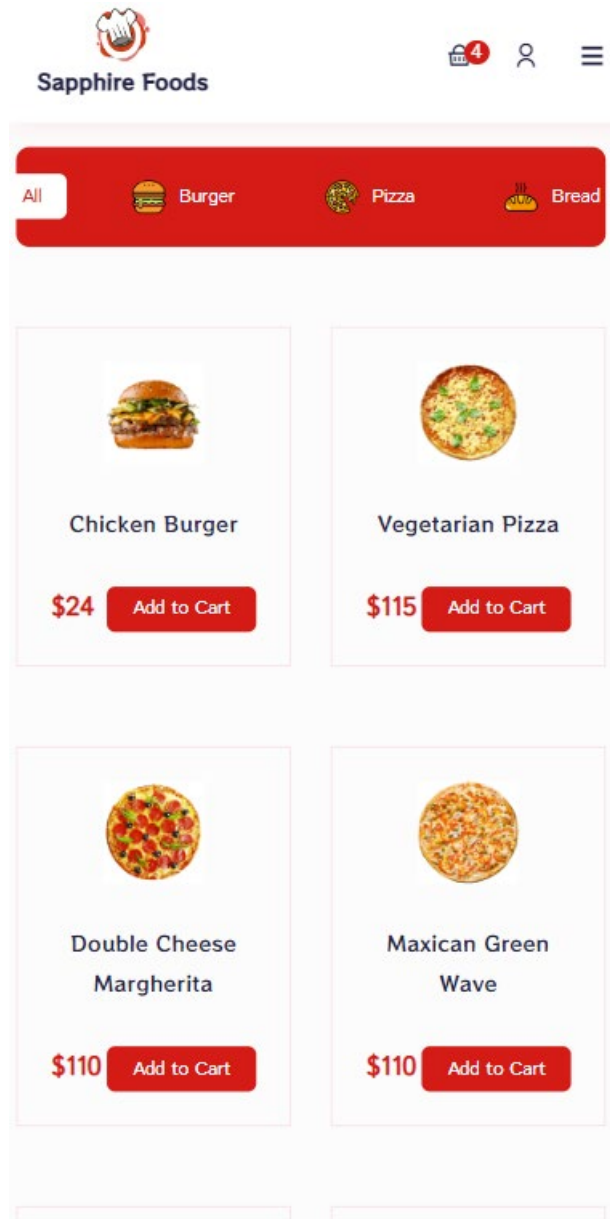 Sapphire Foods
4
All
Burger
Pizza
Bread
Chicken Burger
$24
Add to Cart
Vegetarian Pizza
$115
Add to Cart
Double Cheese
Margherita
$110
Add to Cart
Maxican Green
Wave
$110
Add to Cart